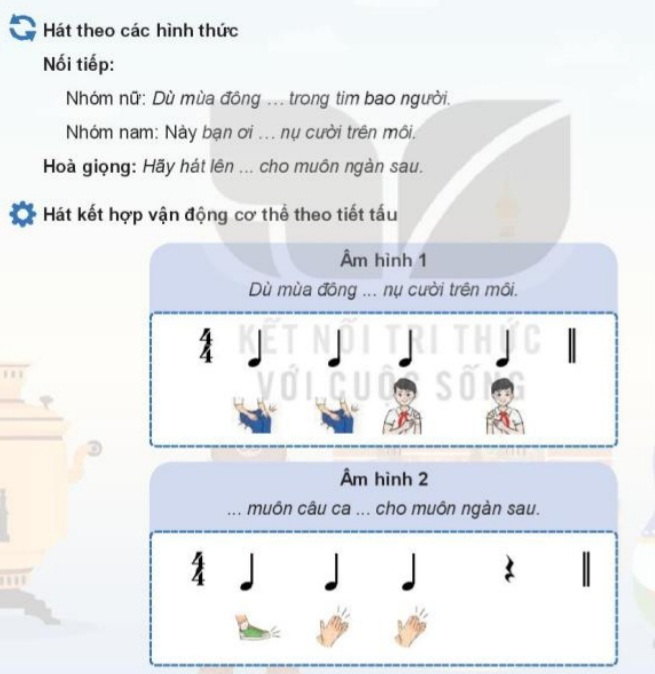 Hát theo các hình thức
Nối tiếp:
Nhóm nữ: Dù mùa đông ... trong tim bao người.
Nhóm nam: Này bạn ơi ... nụ cười trên môi.
Hoà giọng: Hãy hát lên ... cho muôn ngàn sau.
Hát kết hợp vận động cơ thể theo tiết tấu
Âm hình 1
Dù mùa đông ... nụ cười trên môi.
4
4
KẾT NỐI TRI THỨC
VỚI CUỘC SỐNG
Âm hình 2
... muôn câu ca ... cho muôn ngàn sau.
4
4